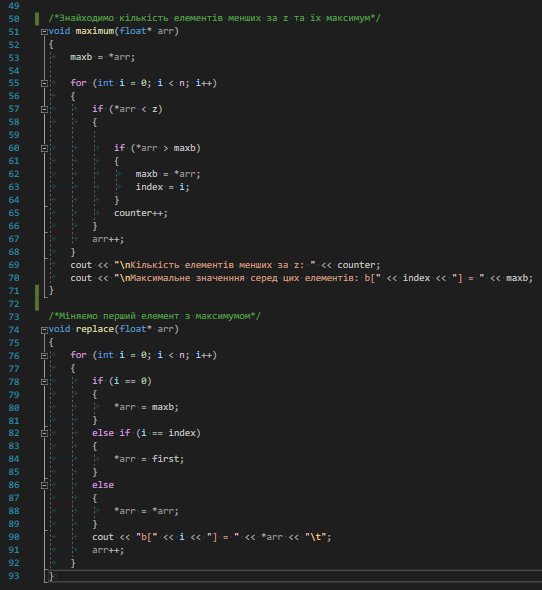 49
50 /*Знаходимо кількість елементів менших за z та їх максимум*/
51 void maximum(float* arr)
52 {
53 maxb = *arr;
54
55 for (int i = 0; i < n; i++)
56 {
57 if (*arr < z)
58 {
59
60 if (*arr > maxb)
61 {
62 maxb = *arr;
63 index = i;
64 }
65 counter++;
66 }
67 arr++;
68 }
69 cout << "\nКількість елементів менших за z: " << counter;
70 cout << "\nМаксимальне значенння серед цих елементів: b[" << index << "] = " << maxb;
71 }
72
73 /*Міняємо перший елемент з максимумом*/
74 void replace(float* arr)
75 {
76 for (int i = 0; i < n; i++)
77 {
78 if (i == 0)
79 {
80 *arr = maxb;
81 }
82 else if (i == index)
83 {
84 *arr = first;
85 }
86 else
87 {
88 *arr = *arr;
89 }
90 cout << "b[" << i << "] = " << *arr << "\t";
91 arr++;
92 }
93 }